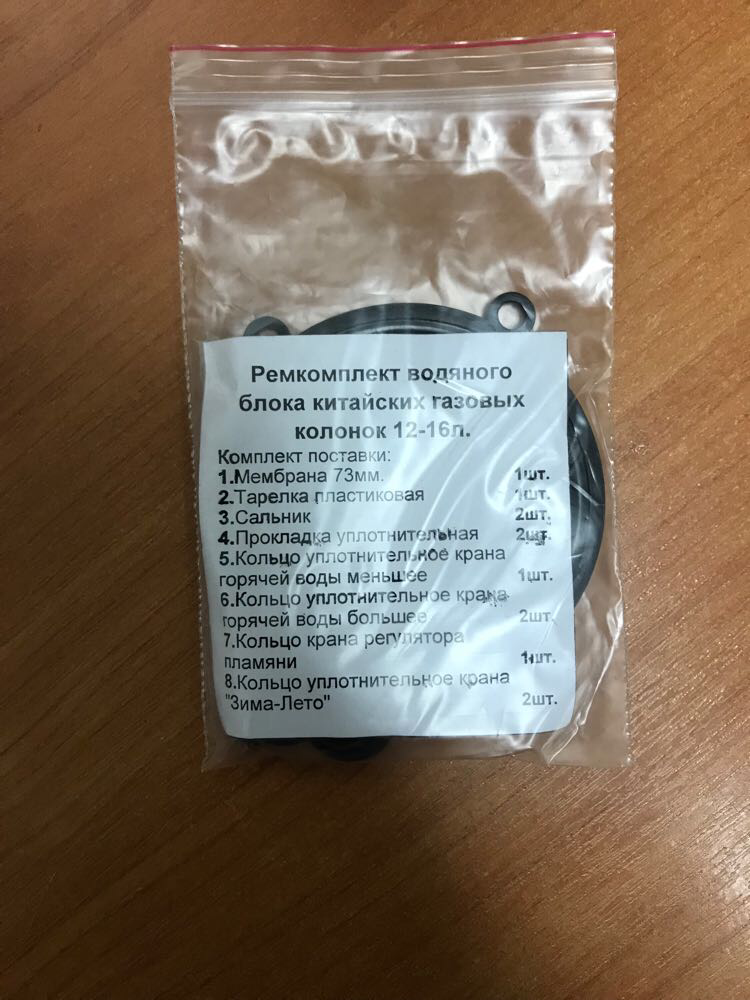 Ремкомплект водяного
блока китайских газовых
колонок 12-16л.
Комплект поставки:
1.Мембрана 73мм. 1шт.
2.Тарелка пластиковая 1шт.
3.Сальник 2шт.
4.Прокладка уплотнительная 2шт.
5.Кольцо уплотнительное крана
горячей воды меньшее 1шт.
6.Кольцо уплотнительное крана
горячей воды большее 2шт.
7.Кольцо крана регулятора
пламяни 1шт.
8.Кольцо уплотнительное крана
"Зима-Лето" 2шт.